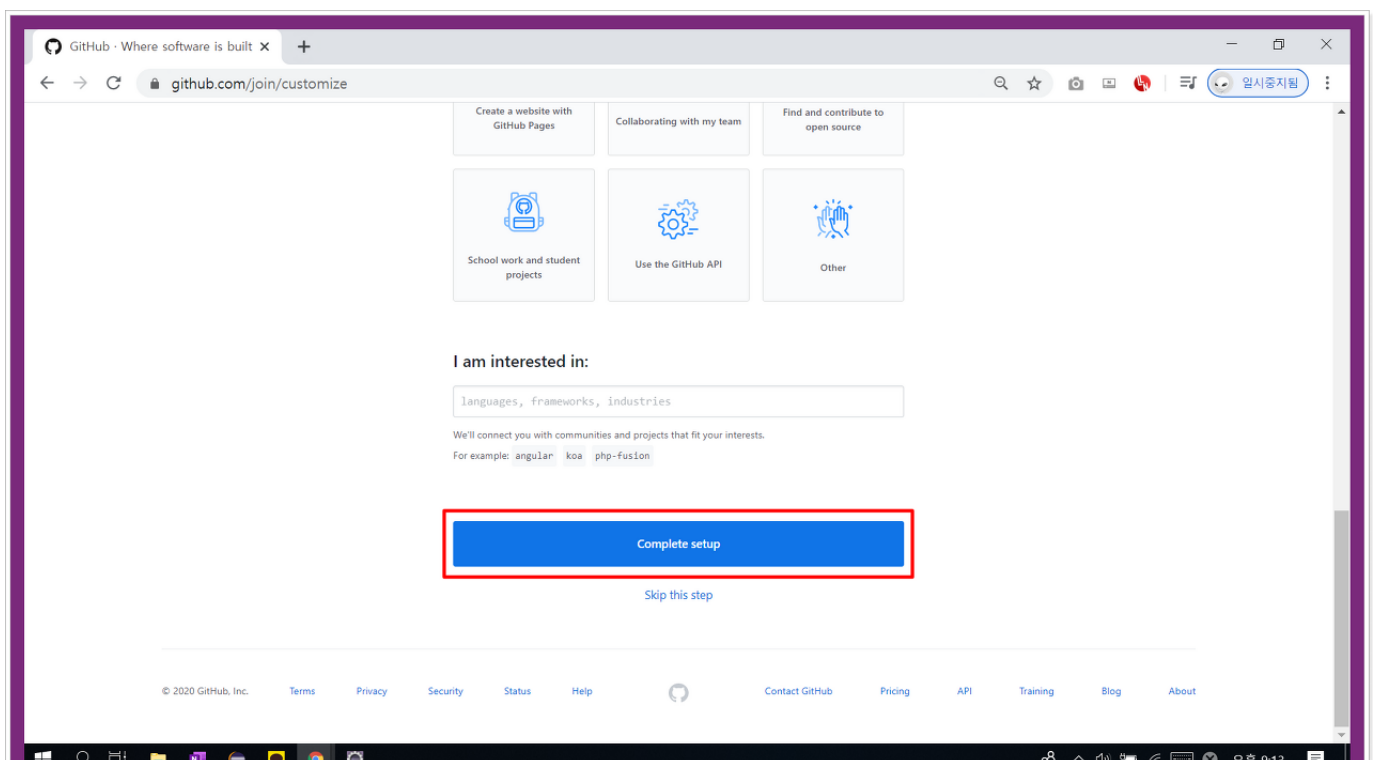 GitHub · Where software is built
github.com/join/customize
일시중지됨
Create a website with
GitHub Pages
Collaborating with my team
Find and contribute to
open source
School work and student
projects
Use the GitHub API
Other
I am interested in:
languages, frameworks, industries
We'll connect you with communities and projects that fit your interests.
For example: angular koa php-fusion
Complete setup
Skip this step
© 2020 GitHub, Inc. Terms Privacy Security Status Help Contact GitHub Pricing API Training Blog About